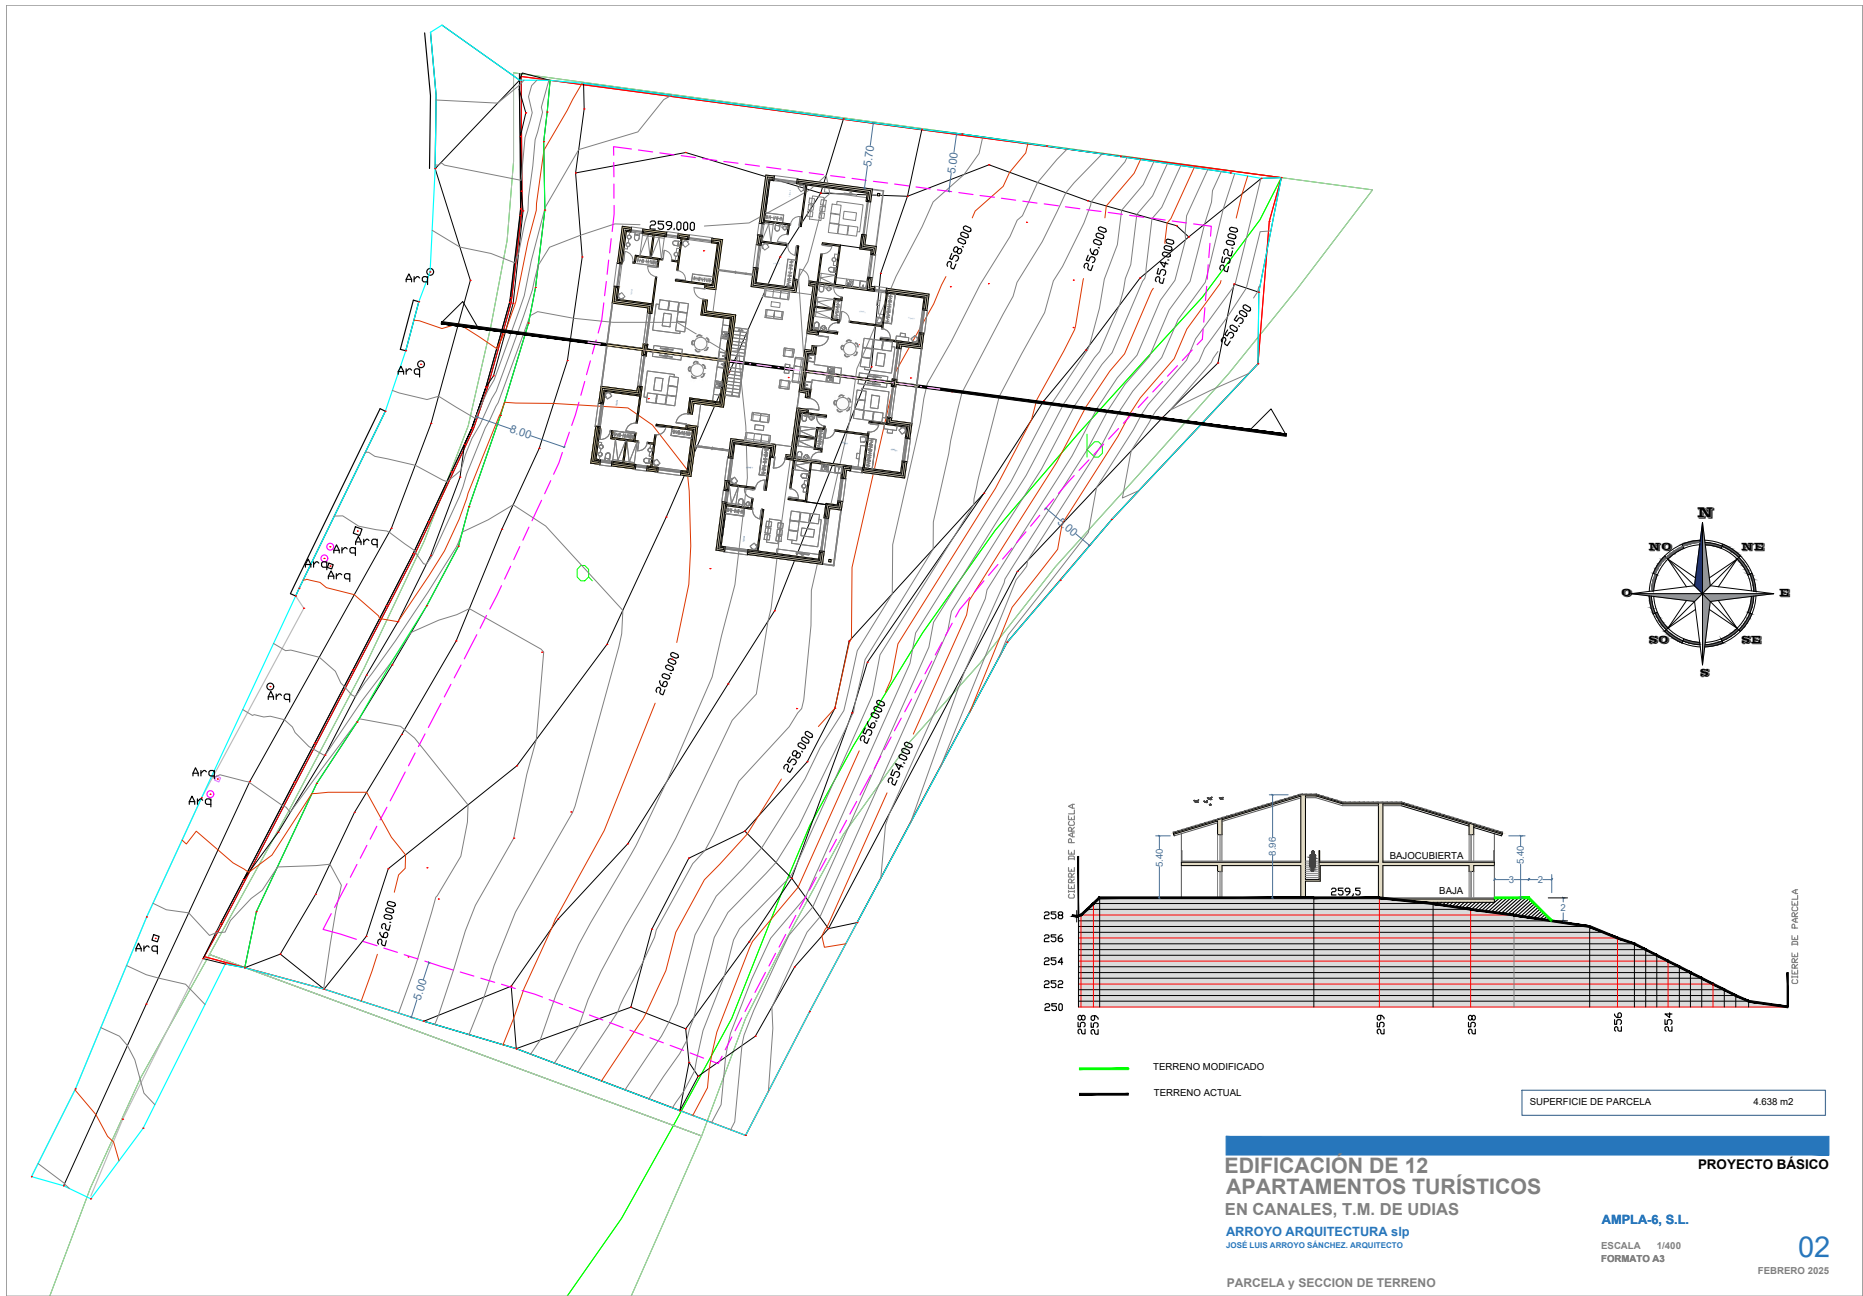 5.70
5.00
259.000
258.000
256.000
254.000
252.000
250.500
Arq
Arq
8.00
b
5.00
Arq
Arq
Arq
Arq
a
Arq
260.000
258.000
256.000
254.000
Arq
Arq
262.000
Arq
5.00
N
NO
NE
O
E
SO
SE
S
CIERRE DE PARCELA
5.40
8.96
BAJOCUBIERTA
5.40
3
2
259,5
BAJA
2
CIERRE DE PARCELA
258
256
254
252
250
258
259
259
258
256
254
TERRENO MODIFICADO
TERRENO ACTUAL
SUPERFICIE DE PARCELA 4.638 m2
EDIFICACIÓN DE 12
APARTAMENTOS TURÍSTICOS
EN CANALES, T.M. DE UDIAS
ARROYO ARQUITECTURA slp
JOSÉ LUIS ARROYO SÁNCHEZ. ARQUITECTO
PARCELA y SECCION DE TERRENO
PROYECTO BÁSICO
AMPLA-6, S.L.
ESCALA 1/400
FORMATO A3
02
FEBRERO 2025